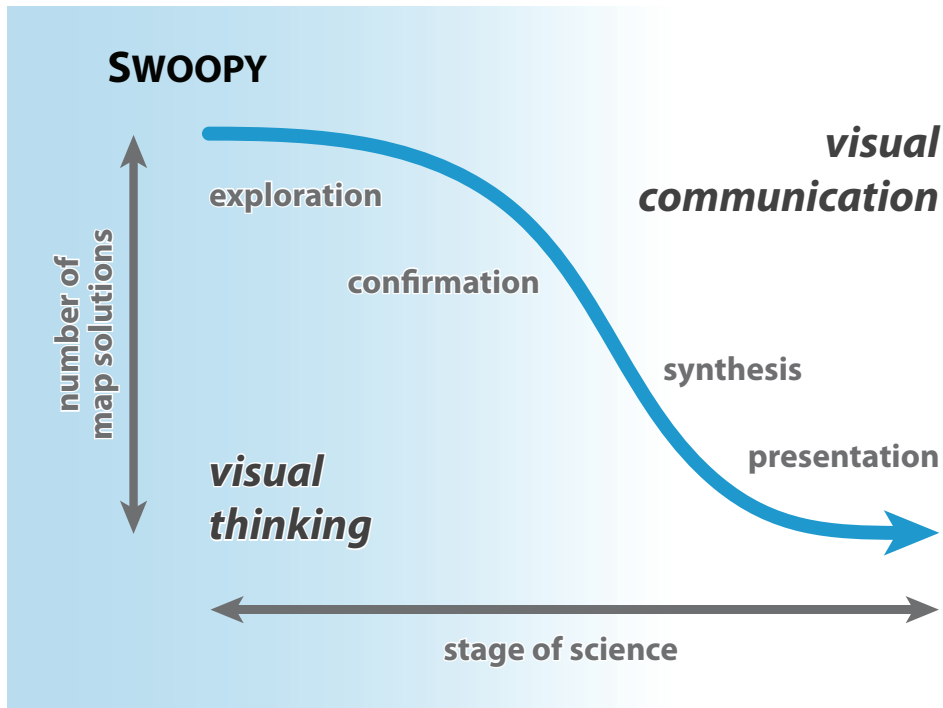 SWOOPY
visual
communication
exploration
confirmation
number of
map solutions
synthesis
presentation
visual
thinking
stage of science